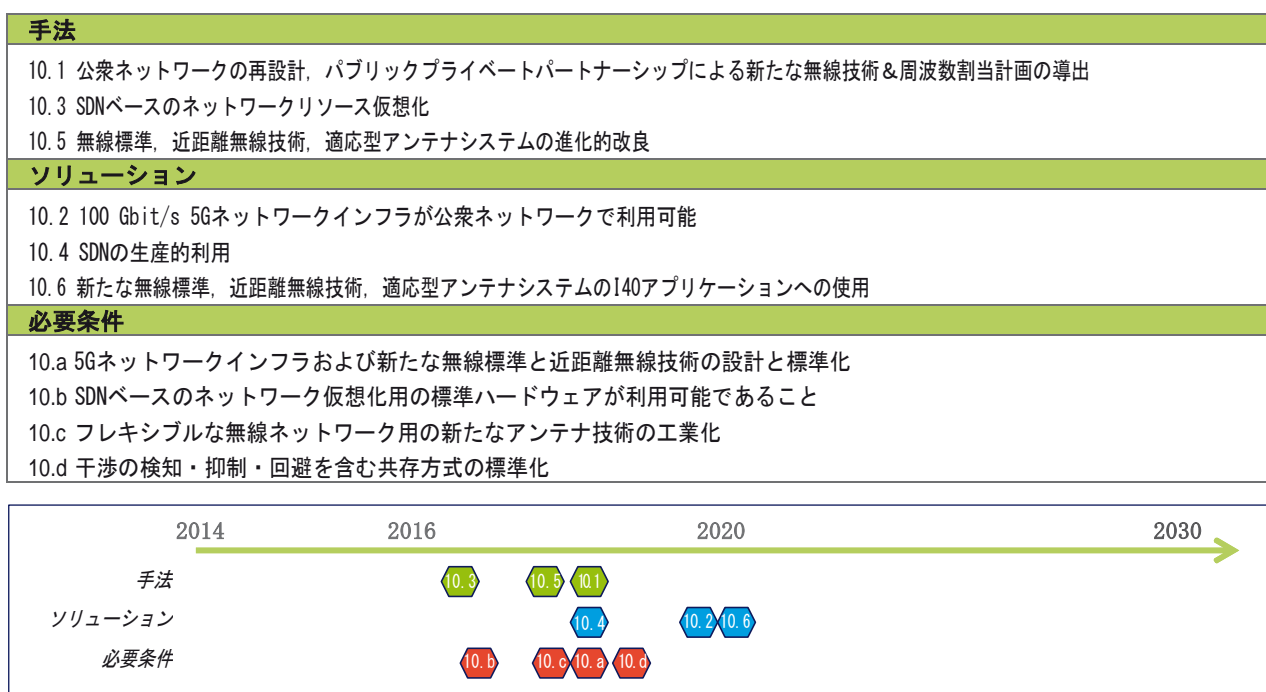 手法
10.1 公衆ネットワークの再設計，パブリックプライベートパートナーシップによる新たな無線技術＆周波数割当計画の導出
10.3 SDNベースのネットワークリソース仮想化
10.5 無線標準，近距離無線技術，適応型アンテナシステムの進化的改良
ソリューション
10.2 100 Gbit/s 5Gネットワークインフラが公衆ネットワークで利用可能
10.4 SDNの生産的利用
10.6 新たな無線標準，近距離無線技術，適応型アンテナシステムのI40アプリケーションへの使用
必要条件
10.a 5Gネットワークインフラおよび新たな無線標準と近距離無線技術の設計と標準化
10.b SDNベースのネットワーク仮想化用の標準ハードウェアが利用可能であること
10.c フレキシブルな無線ネットワーク用の新たなアンテナ技術の工業化
10.d 干渉の検知・抑制・回避を含む共存方式の標準化
2014 2016 2020 2030
手法 10.3 10.5 10.1
ソリューション 10.4 10.2 10.6
必要条件 10.b 10.c 10.a 10.d